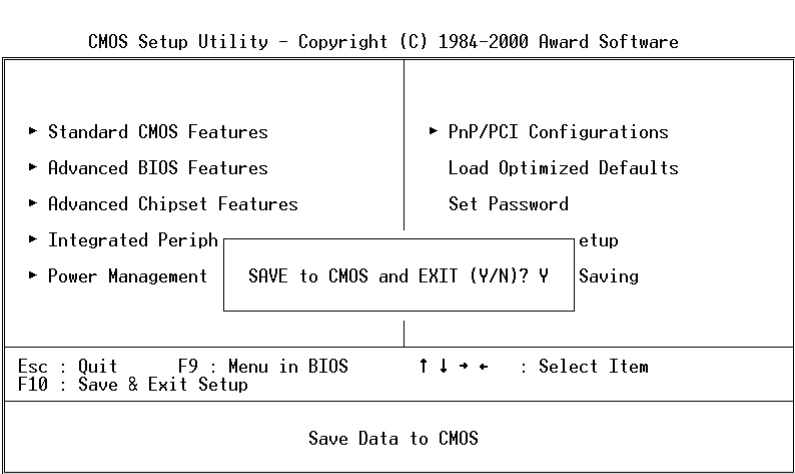 CMOS Setup Utility - Copyright (C) 1984-2000 Award Software
► Standard CMOS Features
► Advanced BIOS Features
► Advanced Chipset Features
► Integrated Periph
► Power Management
► PnP/PCI Configurations
Load Optimized Defaults
Set Password
etup
Saving
SAVE to CMOS and EXIT (Y/N)? Y
Esc : Quit F9 : Menu in BIOS ↑ ↓ → ← : Select Item
F10 : Save & Exit Setup
Save Data to CMOS